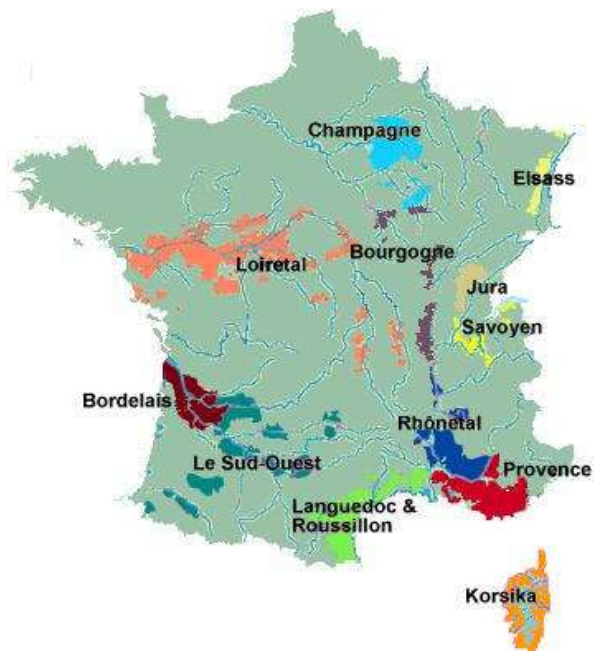 Champagne
Elsass
Bourgogne
Loiretal
Jura
Savoyen
Bordelais
Rhônetal
Le Sud-Ouest
Provence
Languedoc &
Roussillon
Korsika